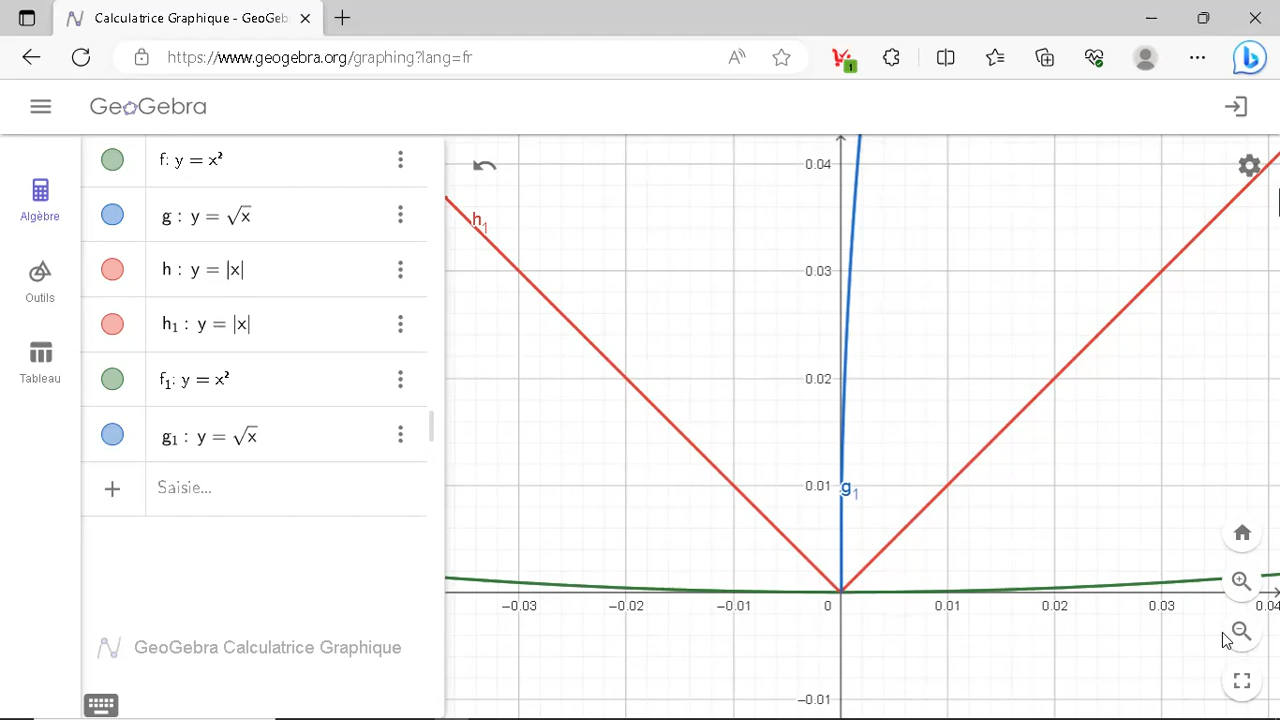 Calculatrice Graphique - GeoGeb
https://www.geogebra.org/graphing?lang=fr
1
GeoGebra
Algèbre
Outils
Tableau
f: y = x²
g : y = √x
h : y = |x|
h₁ : y = |x|
f₁: y = x²
g₁ : y = √x
Saisie...
GeoGebra Calculatrice Graphique
h₁
g₁
0.04
0.03
0.02
0.01
−0.03 −0.02 −0.01 0 0.01 0.02 0.03 0.04
−0.01